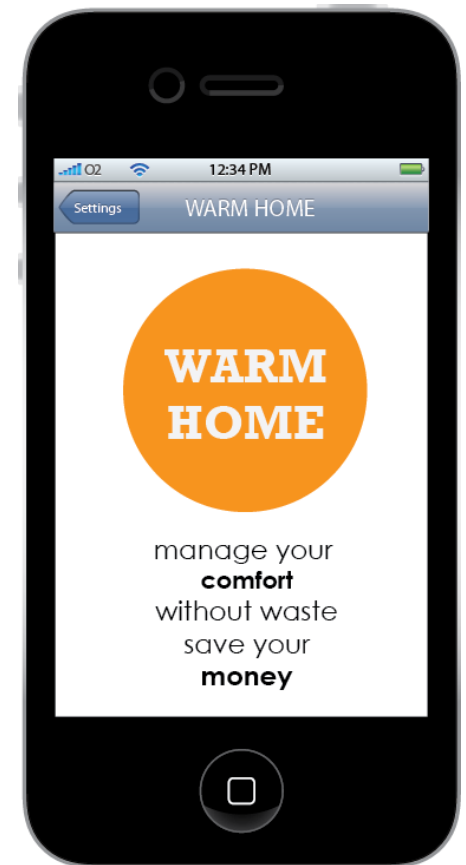 O2 12:34 PM
Settings WARM HOME
WARM
HOME
manage your
comfort
without waste
save your
money